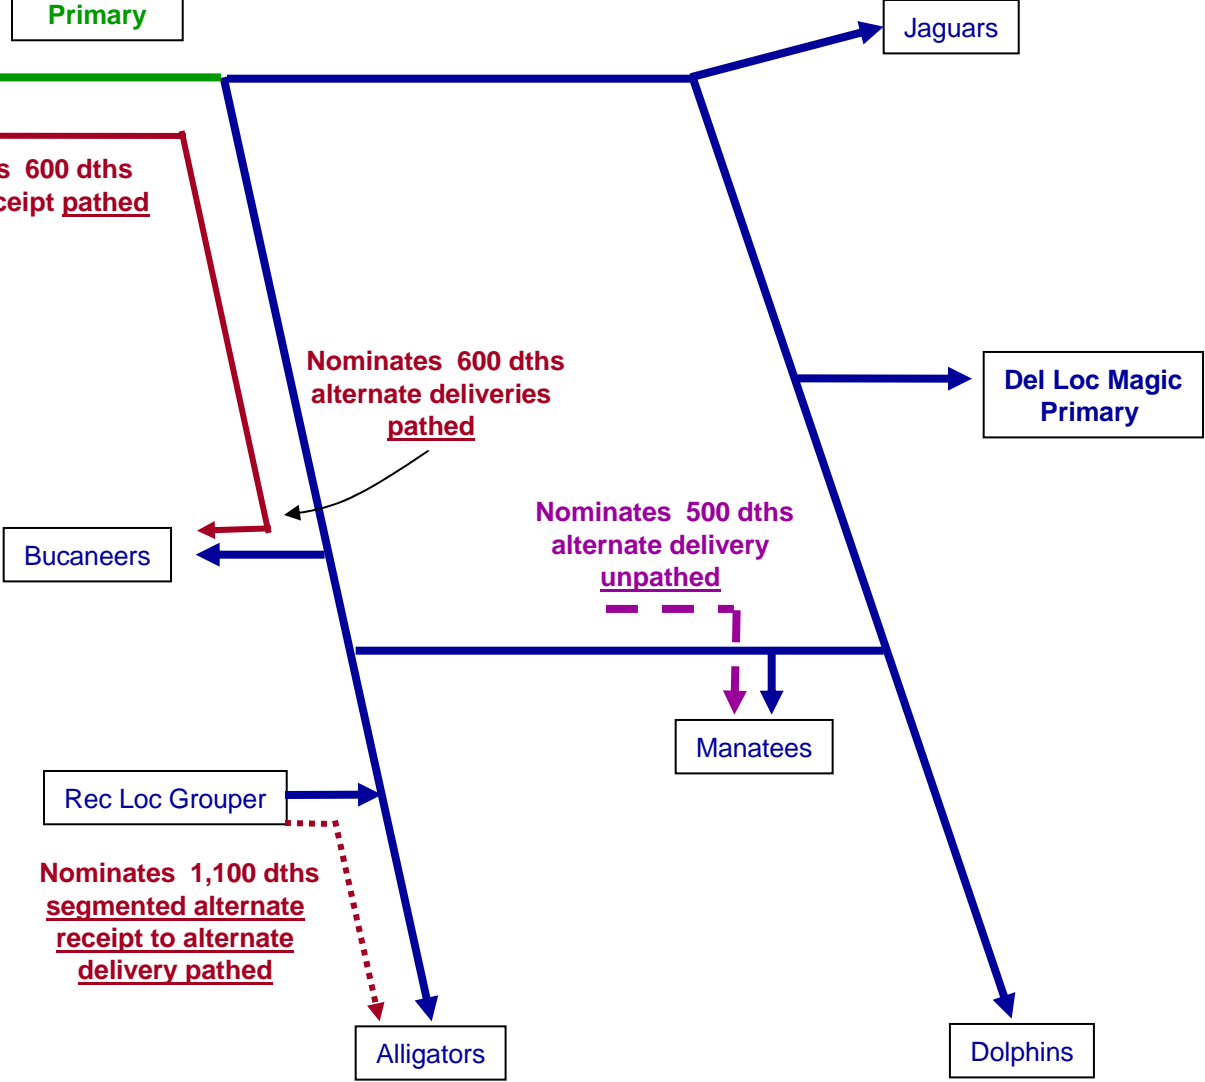 Primary
Jaguars
s 600 dths
ceipt pathed
Nominates 600 dths
alternate deliveries
pathed
Del Loc Magic
Primary
Nominates 500 dths
alternate delivery
unpathed
Bucaneers
Manatees
Rec Loc Grouper
Nominates 1,100 dths
segmented alternate
receipt to alternate
delivery pathed
Alligators
Dolphins